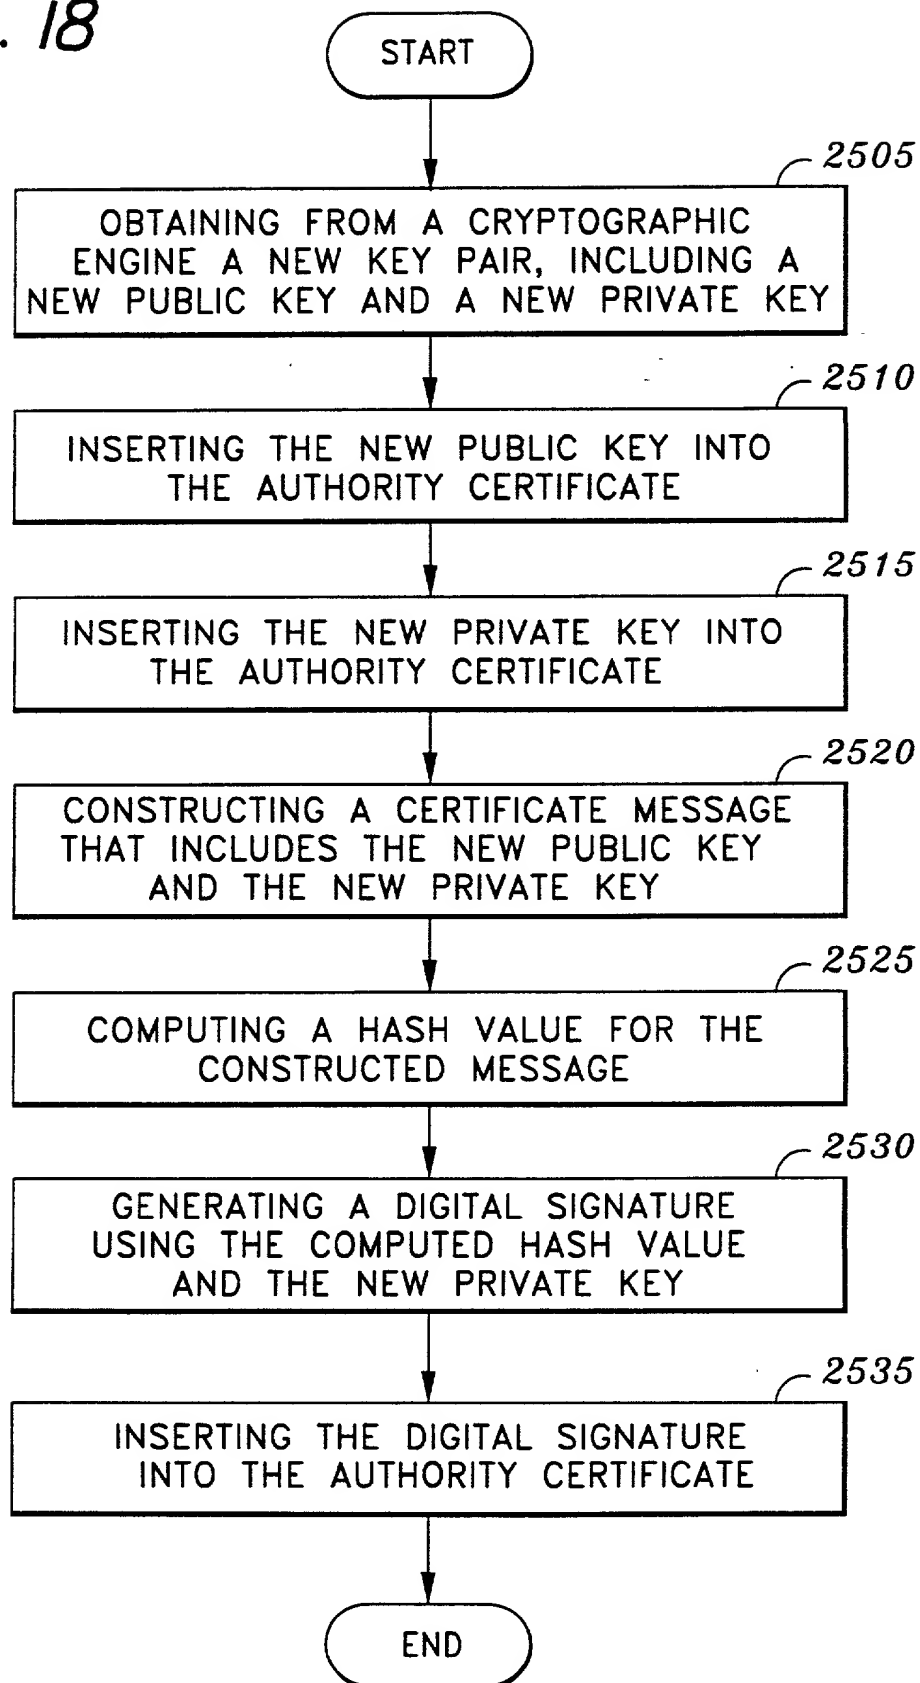 . 18
START
2505
OBTAINING FROM A CRYPTOGRAPHIC
ENGINE A NEW KEY PAIR, INCLUDING A
NEW PUBLIC KEY AND A NEW PRIVATE KEY
2510
INSERTING THE NEW PUBLIC KEY INTO
THE AUTHORITY CERTIFICATE
2515
INSERTING THE NEW PRIVATE KEY INTO
THE AUTHORITY CERTIFICATE
2520
CONSTRUCTING A CERTIFICATE MESSAGE
THAT INCLUDES THE NEW PUBLIC KEY
AND THE NEW PRIVATE KEY
2525
COMPUTING A HASH VALUE FOR THE
CONSTRUCTED MESSAGE
2530
GENERATING A DIGITAL SIGNATURE
USING THE COMPUTED HASH VALUE
AND THE NEW PRIVATE KEY
2535
INSERTING THE DIGITAL SIGNATURE
INTO THE AUTHORITY CERTIFICATE
END